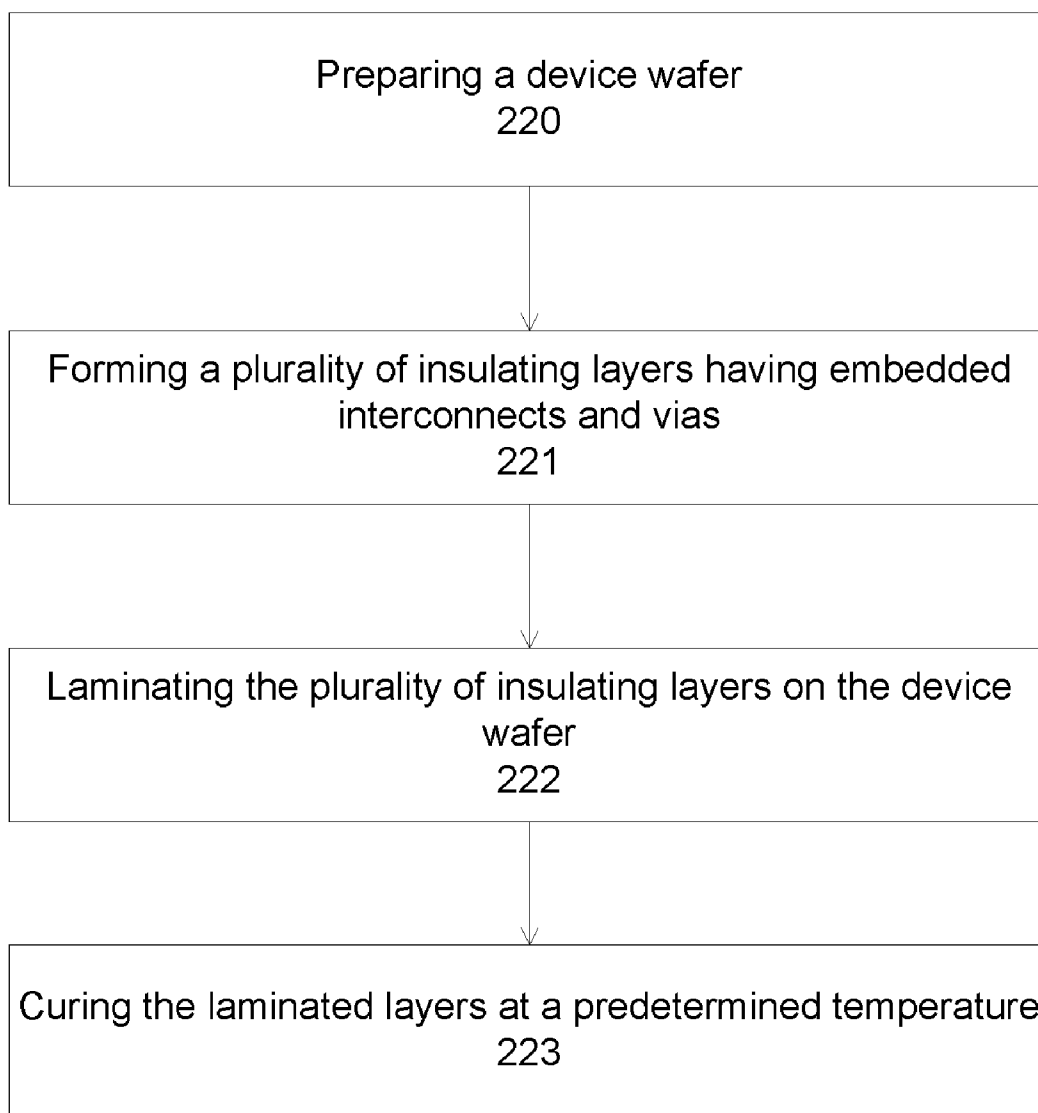 Preparing a device wafer
220
Forming a plurality of insulating layers having embedded
interconnects and vias
221
Laminating the plurality of insulating layers on the device
wafer
222
Curing the laminated layers at a predetermined temperature
223